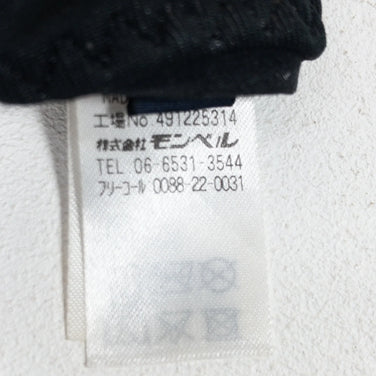 MAD
工場No. 491225314
株式会社 モンベル
TEL 06-6531-3544
フリーコール 0088-22-0031